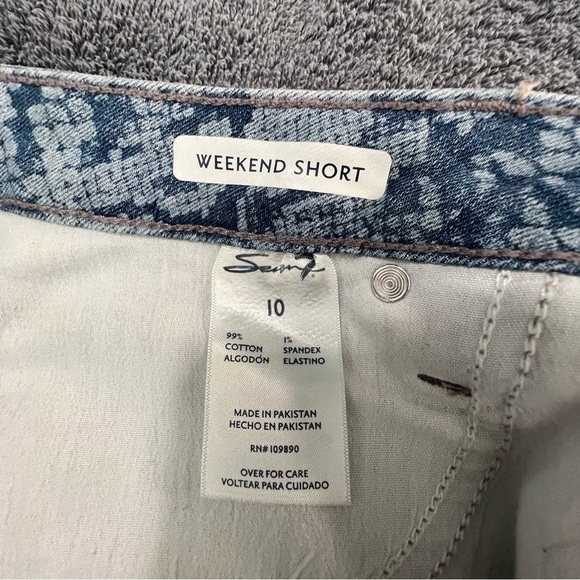 WEEKEND SHORT
Seven7
10
99% 1%
COTTON SPANDEX
ALGODÓN ELASTINO
MADE IN PAKISTAN
HECHO EN PAKISTAN
RN# 109890
OVER FOR CARE
VOLTEAR PARA CUIDADO